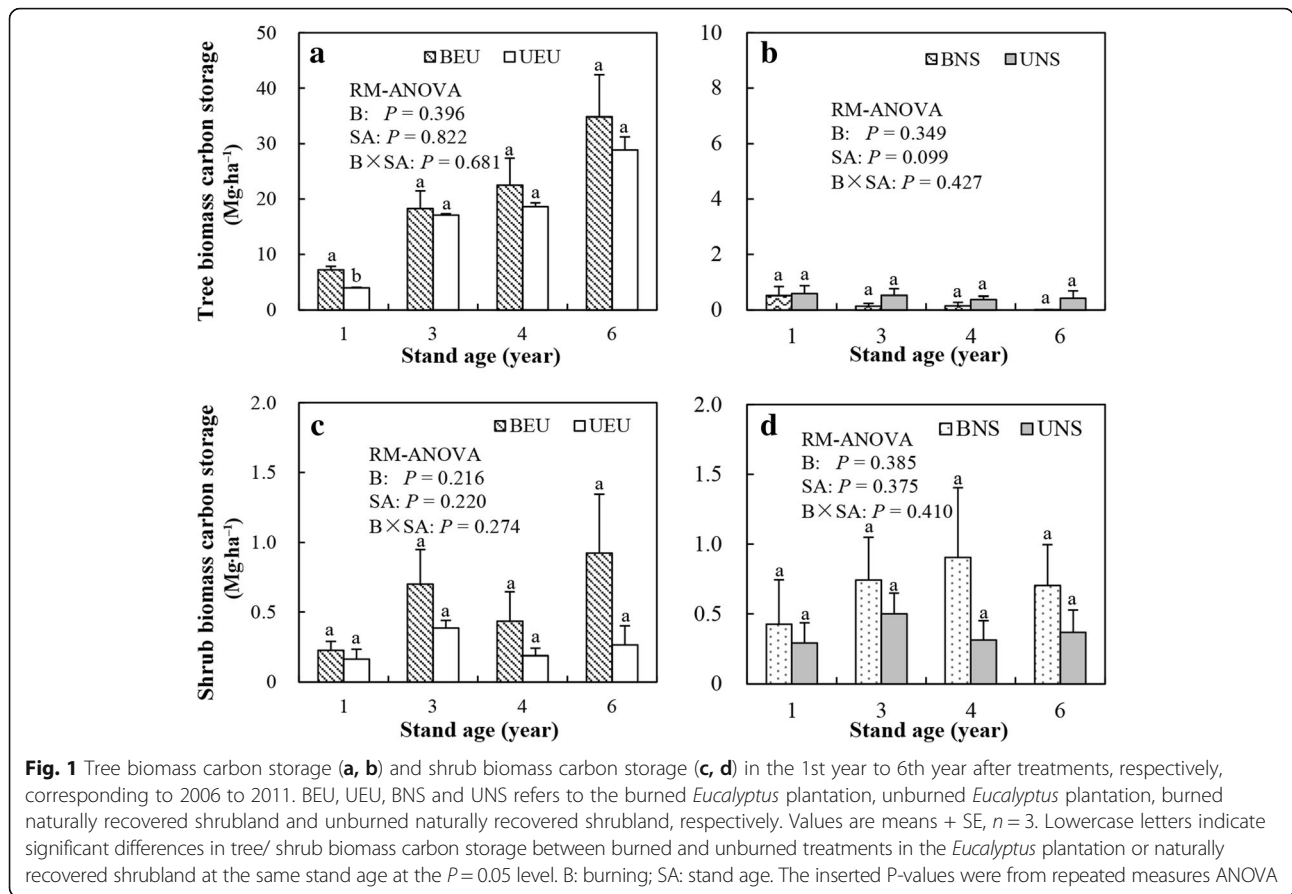 Tree biomass carbon storage
(Mg·ha⁻¹)
50
40
30
20
10
0
a
BEU UEU
RM-ANOVA
B: P = 0.396
SA: P = 0.822
B×SA: P = 0.681
a
b
a
a
a
a
a
a
1 3 4 6
Stand age (year)
10
8
6
4
2
0
b
BNS UNS
RM-ANOVA
B: P = 0.349
SA: P = 0.099
B×SA: P = 0.427
a a a a a a a a
1 3 4 6
Stand age (year)
Shrub biomass carbon storage
(Mg·ha⁻¹)
2.0
1.5
1.0
0.5
0
c
BEU UEU
RM-ANOVA
B: P = 0.216
SA: P = 0.220
B×SA: P = 0.274
a a a a a a a a
1 3 4 6
Stand age (year)
2.0
1.5
1.0
0.5
0
d
BNS UNS
RM-ANOVA
B: P = 0.385
SA: P = 0.375
B×SA: P = 0.410
a a a a a a a a
1 3 4 6
Stand age (year)
Fig. 1 Tree biomass carbon storage (a, b) and shrub biomass carbon storage (c, d) in the 1st year to 6th year after treatments, respectively,
corresponding to 2006 to 2011. BEU, UEU, BNS and UNS refers to the burned Eucalyptus plantation, unburned Eucalyptus plantation, burned
naturally recovered shrubland and unburned naturally recovered shrubland, respectively. Values are means + SE, n = 3. Lowercase letters indicate
significant differences in tree/ shrub biomass carbon storage between burned and unburned treatments in the Eucalyptus plantation or naturally
recovered shrubland at the same stand age at the P = 0.05 level. B: burning; SA: stand age. The inserted P-values were from repeated measures ANOVA